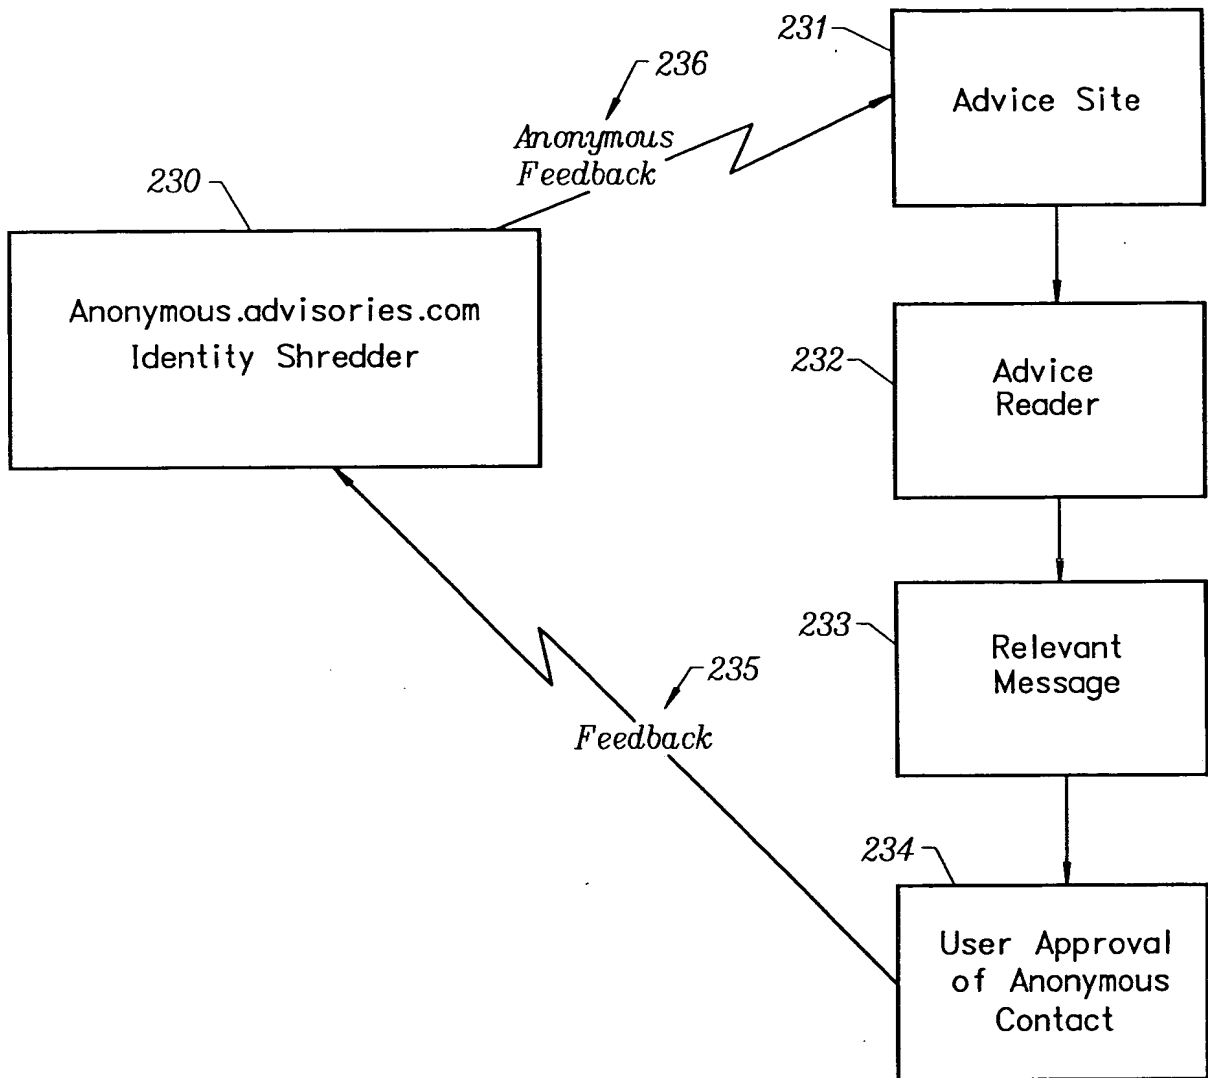 231
Advice Site
236
Anonymous
Feedback
230
Anonymous.advisories.com
Identity Shredder
232
Advice
Reader
233
Relevant
Message
235
Feedback
234
User Approval
of Anonymous
Contact